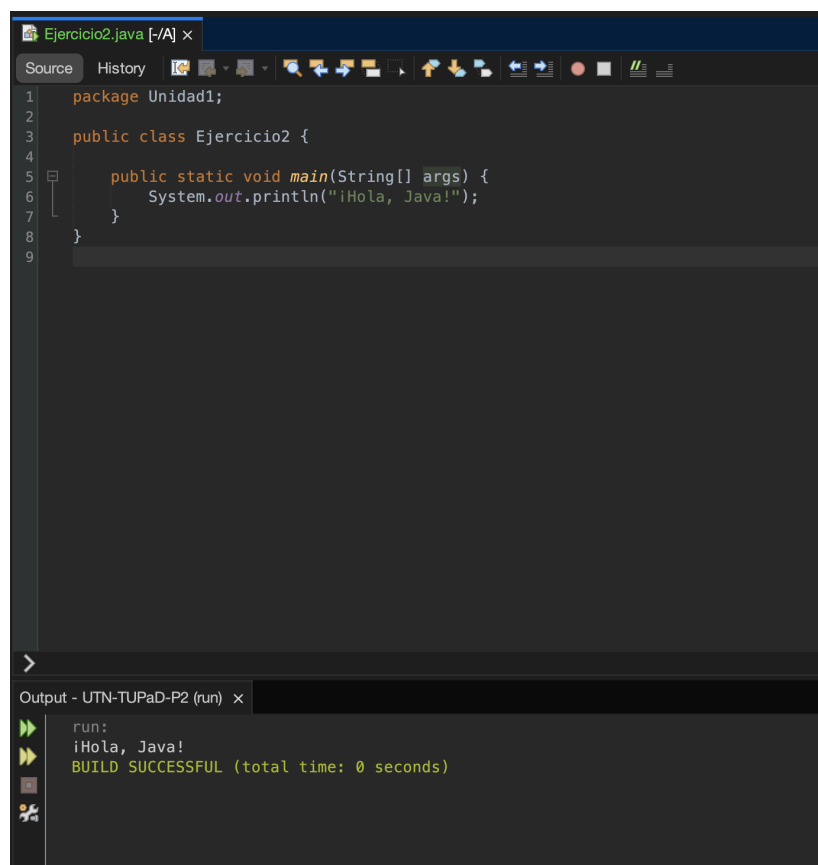 Ejercicio2.java [-/A] ×
Source History
1 package Unidad1;
2
3 public class Ejercicio2 {
4
5 public static void main(String[] args) {
6 System.out.println("¡Hola, Java!");
7 }
8 }
9
Output - UTN-TUPaD-P2 (run) ×
run:
¡Hola, Java!
BUILD SUCCESSFUL (total time: 0 seconds)